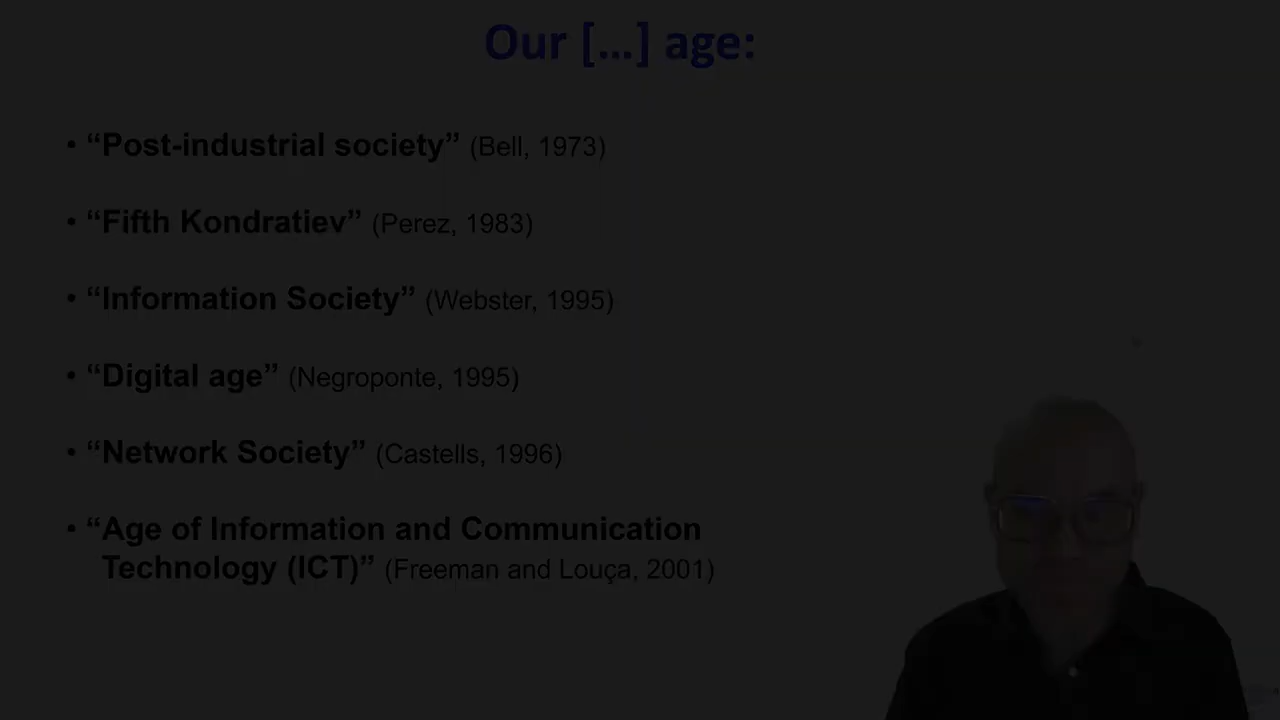 Our [...] age:
• “Post-industrial society” (Bell, 1973)
• “Fifth Kondratiev” (Perez, 1983)
• “Information Society” (Webster, 1995)
• “Digital age” (Negroponte, 1995)
• “Network Society” (Castells, 1996)
• “Age of Information and Communication
Technology (ICT)” (Freeman and Louça, 2001)